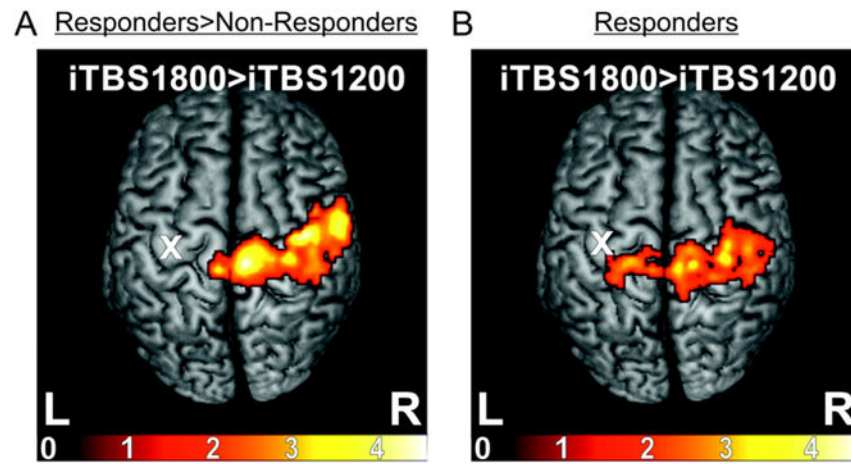 A Responders>Non-Responders
iTBS1800>iTBS1200
X
L R
0 1 2 3 4
B Responders
iTBS1800>iTBS1200
X
L R
0 1 2 3 4